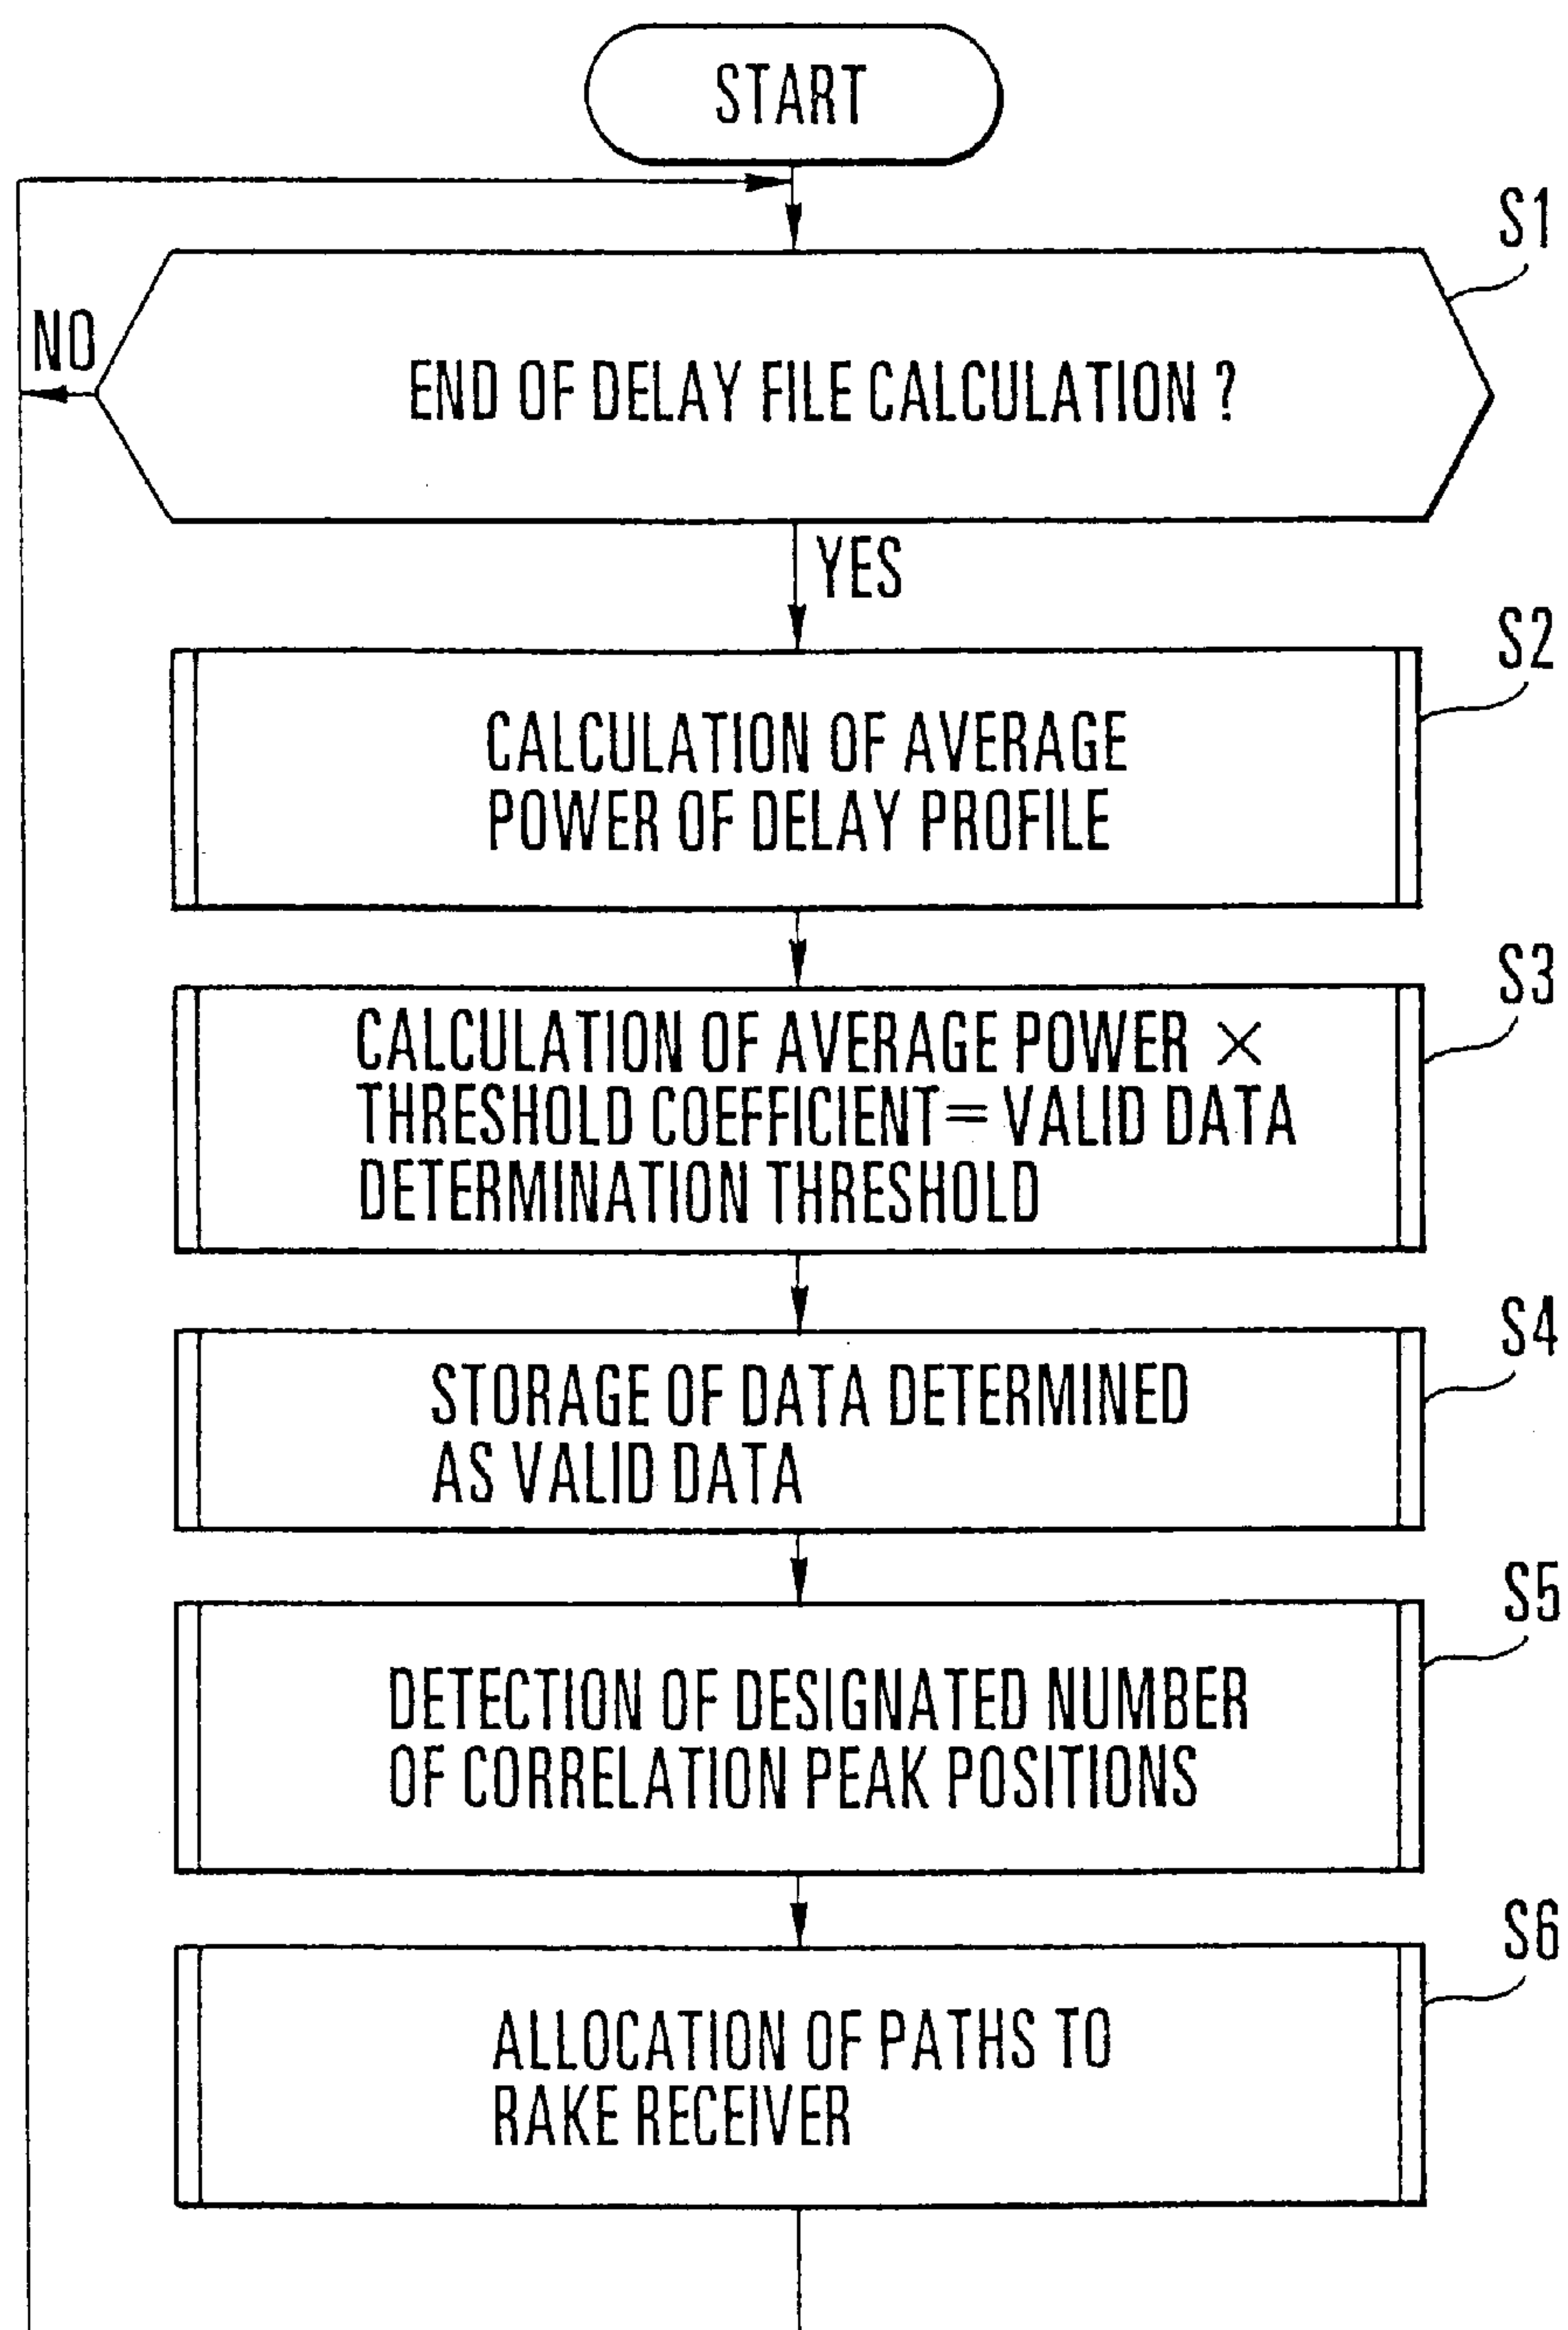 START
S1
NO
END OF DELAY FILE CALCULATION ?
YES
S2
CALCULATION OF AVERAGE
POWER OF DELAY PROFILE
S3
CALCULATION OF AVERAGE POWER ×
THRESHOLD COEFFICIENT = VALID DATA
DETERMINATION THRESHOLD
S4
STORAGE OF DATA DETERMINED
AS VALID DATA
S5
DETECTION OF DESIGNATED NUMBER
OF CORRELATION PEAK POSITIONS
S6
ALLOCATION OF PATHS TO
RAKE RECEIVER